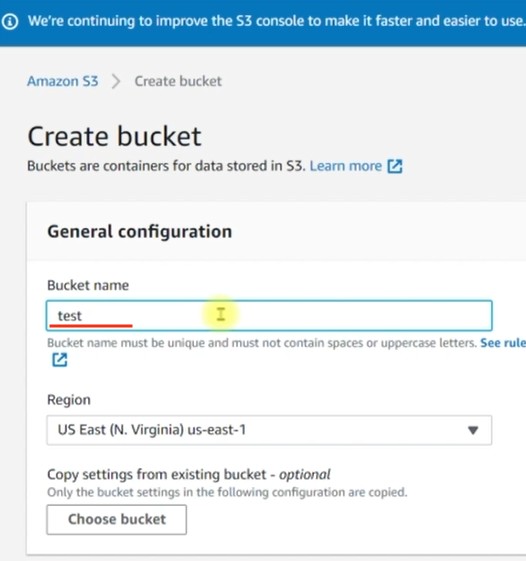 We're continuing to improve the S3 console to make it faster and easier to use.
Amazon S3 > Create bucket
Create bucket
Buckets are containers for data stored in S3. Learn more
General configuration
Bucket name
test
Bucket name must be unique and must not contain spaces or uppercase letters. See rule
Region
US East (N. Virginia) us-east-1
Copy settings from existing bucket - optional
Only the bucket settings in the following configuration are copied.
Choose bucket